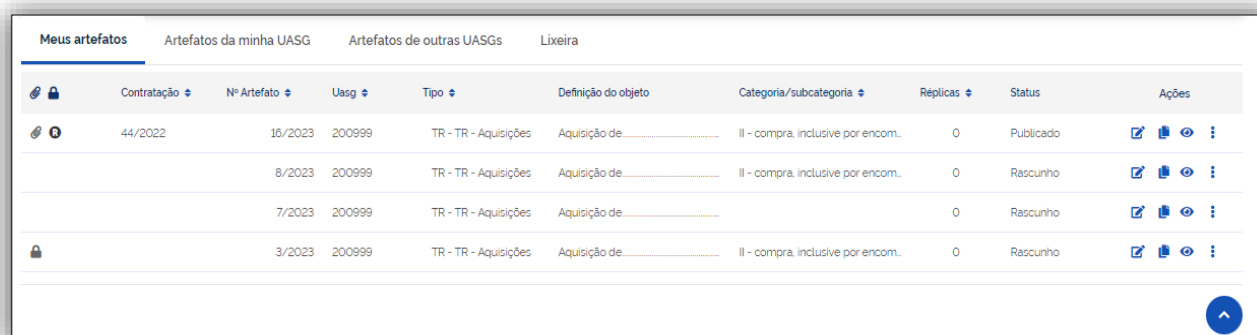 Meus artefatos Artefatos da minha UASG Artefatos de outras UASGs Lixeira
Contratação Nº Artefato Uasg Tipo Definição do objeto Categoria/subcategoria Réplicas Status Ações
R 44/2022 16/2023 200999 TR - TR - Aquisições Aquisição de............................ II - compra, inclusive por encom... 0 Publicado
8/2023 200999 TR - TR - Aquisições Aquisição de............................ II - compra, inclusive por encom... 0 Rascunho
7/2023 200999 TR - TR - Aquisições Aquisição de............................ 0 Rascunho
3/2023 200999 TR - TR - Aquisições Aquisição de............................ II - compra, inclusive por encom... 0 Rascunho